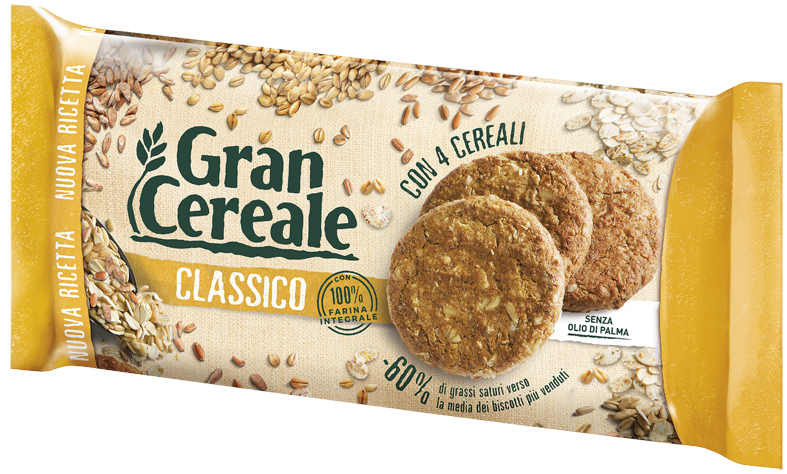 NUOVA RICETTA
NUOVA RICETTA
N
Gran
Cereale
CLASSICO
CON
100%
FARINA
INTEGRALE
CON 4 CEREALI
SENZA
OLIO DI PALMA
-60%
di grassi saturi verso
la media dei biscotti più venduti